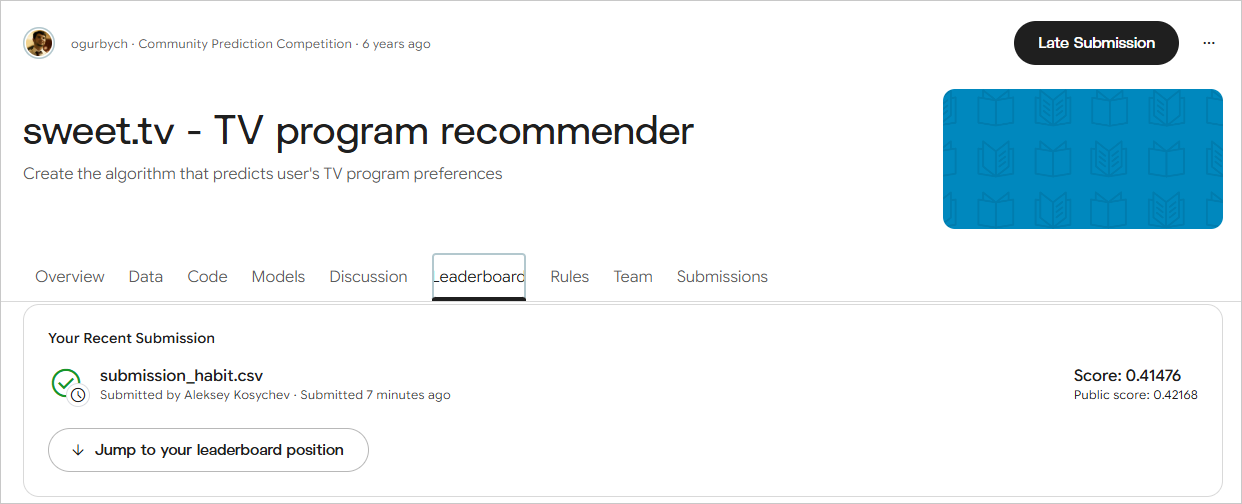 ogurbych · Community Prediction Competition · 6 years ago
Late Submission
sweet.tv - TV program recommender
Create the algorithm that predicts user's TV program preferences
Overview Data Code Models Discussion Leaderboard Rules Team Submissions
Your Recent Submission
submission_habit.csv
Submitted by Aleksey Kosychev · Submitted 7 minutes ago
Score: 0.41476
Public score: 0.42168
Jump to your leaderboard position